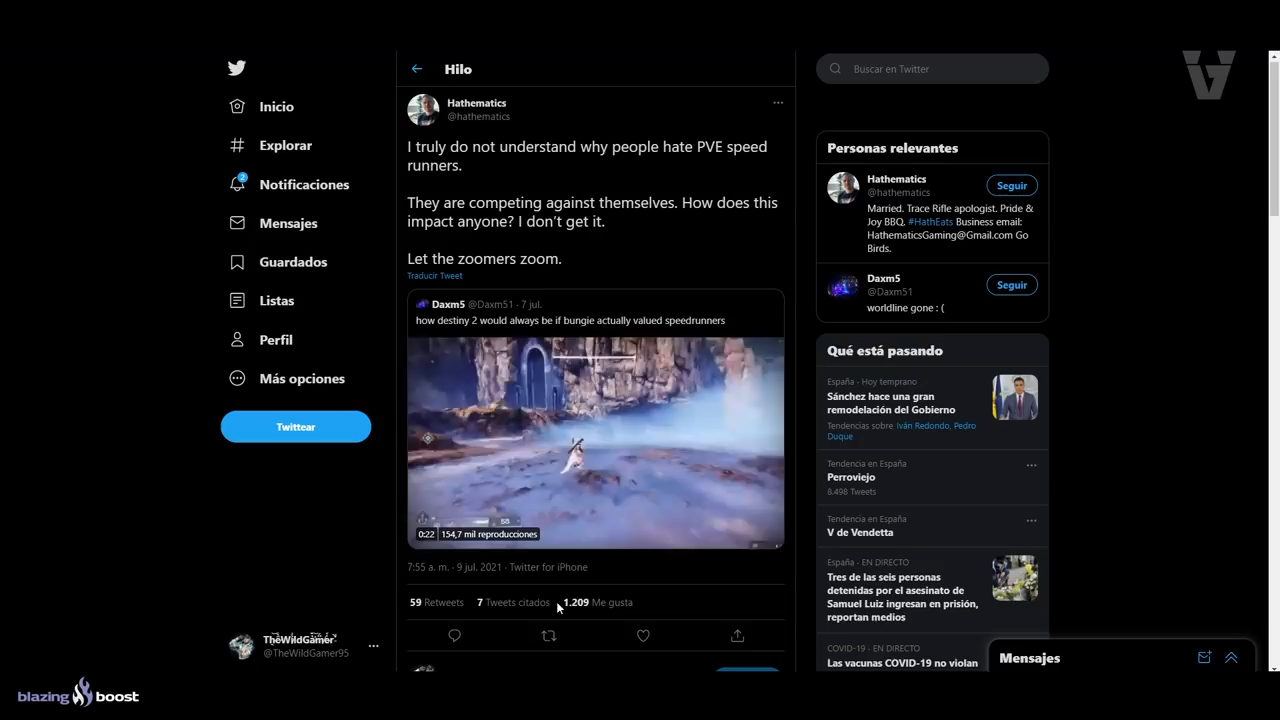 Hilo
Buscar en Twitter
Inicio
Explorar
2
Notificaciones
Mensajes
Guardados
Listas
Perfil
Más opciones
Twittear
TheWildGamer
@TheWildGamer95
Hathematics
@hathematics
I truly do not understand why people hate PVE speed
runners.
They are competing against themselves. How does this
impact anyone? I don't get it.
Let the zoomers zoom.
Traducir Tweet
Daxm5 @Daxm51 · 7 jul.
how destiny 2 would always be if bungie actually valued speedrunners
58
0:22 154,7 mil reproducciones
7:55 a. m. · 9 jul. 2021 · Twitter for iPhone
59 Retweets 7 Tweets citados 1.209 Me gusta
Personas relevantes
Hathematics
@hathematics
Seguir
Married. Trace Rifle apologist. Pride &
Joy BBQ. #HathEats Business email:
HathematicsGaming@Gmail.com Go
Birds.
Daxm5
@Daxm51
Seguir
worldline gone : (
Qué está pasando
España · Hoy temprano
Sánchez hace una gran
remodelación del Gobierno
Tendencias sobre Iván Redondo, Pedro
Duque
Tendencia en España
Perroviejo
8.498 Tweets
Tendencia en España
V de Vendetta
España · EN DIRECTO
Tres de las seis personas
detenidas por el asesinato de
Samuel Luiz ingresan en prisión,
reportan medios
COVID-19 · EN DIRECTO
Las vacunas COVID-19 no violan
Mensajes
blazing boost